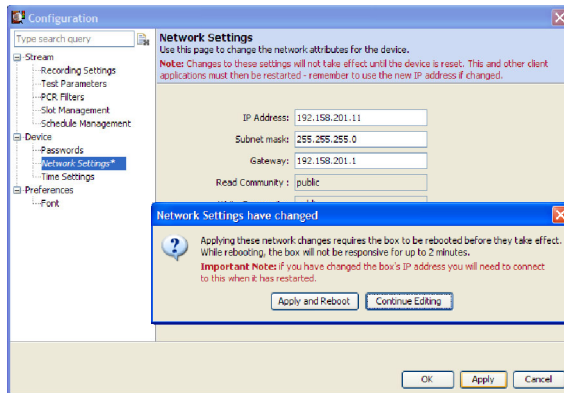 Configuration
Type search query
Stream
Recording Settings
Test Parameters
PCR Filters
Slot Management
Schedule Management
Device
Passwords
Network Settings*
Time Settings
Preferences
Font
Network Settings
Use this page to change the network attributes for the device.
Note: Changes to these settings will not take effect until the device is reset. This and other client
applications must then be restarted - remember to use the new IP address if changed.
IP Address: 192.158.201.11
Subnet mask: 255.255.255.0
Gateway: 192.158.201.1
Read Community : public
Network Settings have changed
Applying these network changes requires the box to be rebooted before they take effect.
While rebooting, the box will not be responsive for up to 2 minutes.
Important Note: if you have changed the box's IP address you will need to connect
to this when it has restarted.
Apply and Reboot Continue Editing
OK Apply Cancel